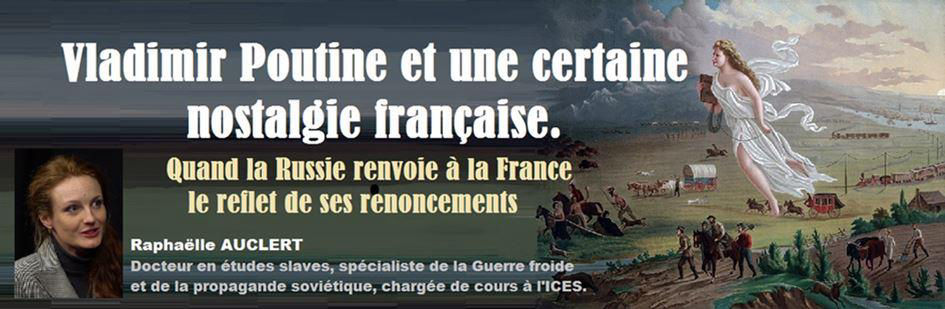 Vladimir Poutine et une certaine
nostalgie française.
Quand la Russie renvoie à la France
le reflet de ses renoncements
Raphaëlle AUCLERT
Docteur en études slaves, spécialiste de la Guerre froide
et de la propagande soviétique, chargée de cours à l'ICES.